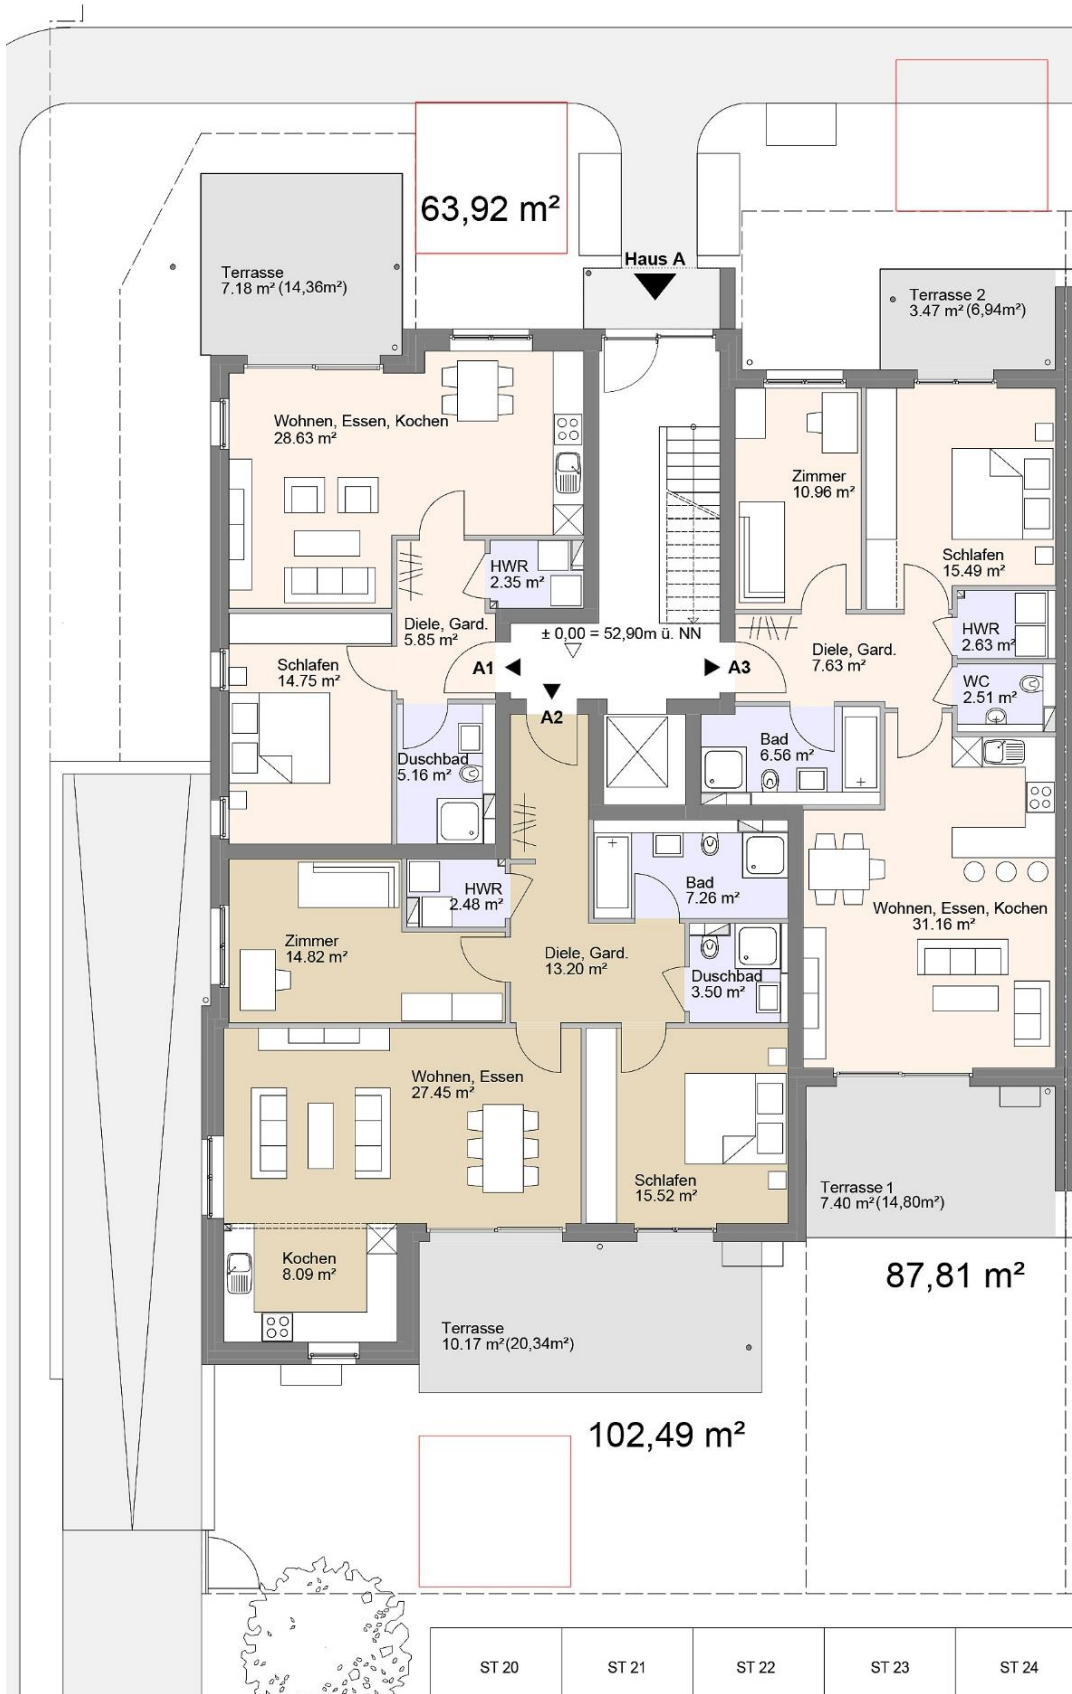 63,92 m²
Haus A
Terrasse
7.18 m² (14,36m²)
Terrasse 2
3.47 m² (6,94m²)
Wohnen, Essen, Kochen
28.63 m²
Zimmer
10.96 m²
Schlafen
15.49 m²
HWR
2.35 m²
Diele, Gard.
5.85 m²
± 0,00 = 52,90m ü. NN
HWR
2.63 m²
Diele, Gard.
7.63 m²
Schlafen
14.75 m²
A1
A3
WC
2.51 m²
A2
Duschbad
5.16 m²
Bad
6.56 m²
HWR
2.48 m²
Bad
7.26 m²
Wohnen, Essen, Kochen
31.16 m²
Zimmer
14.82 m²
Diele, Gard.
13.20 m²
Duschbad
3.50 m²
Wohnen, Essen
27.45 m²
Schlafen
15.52 m²
Terrasse 1
7.40 m² (14,80m²)
Kochen
8.09 m²
87,81 m²
Terrasse
10.17 m² (20,34m²)
102,49 m²
ST 20
ST 21
ST 22
ST 23
ST 24